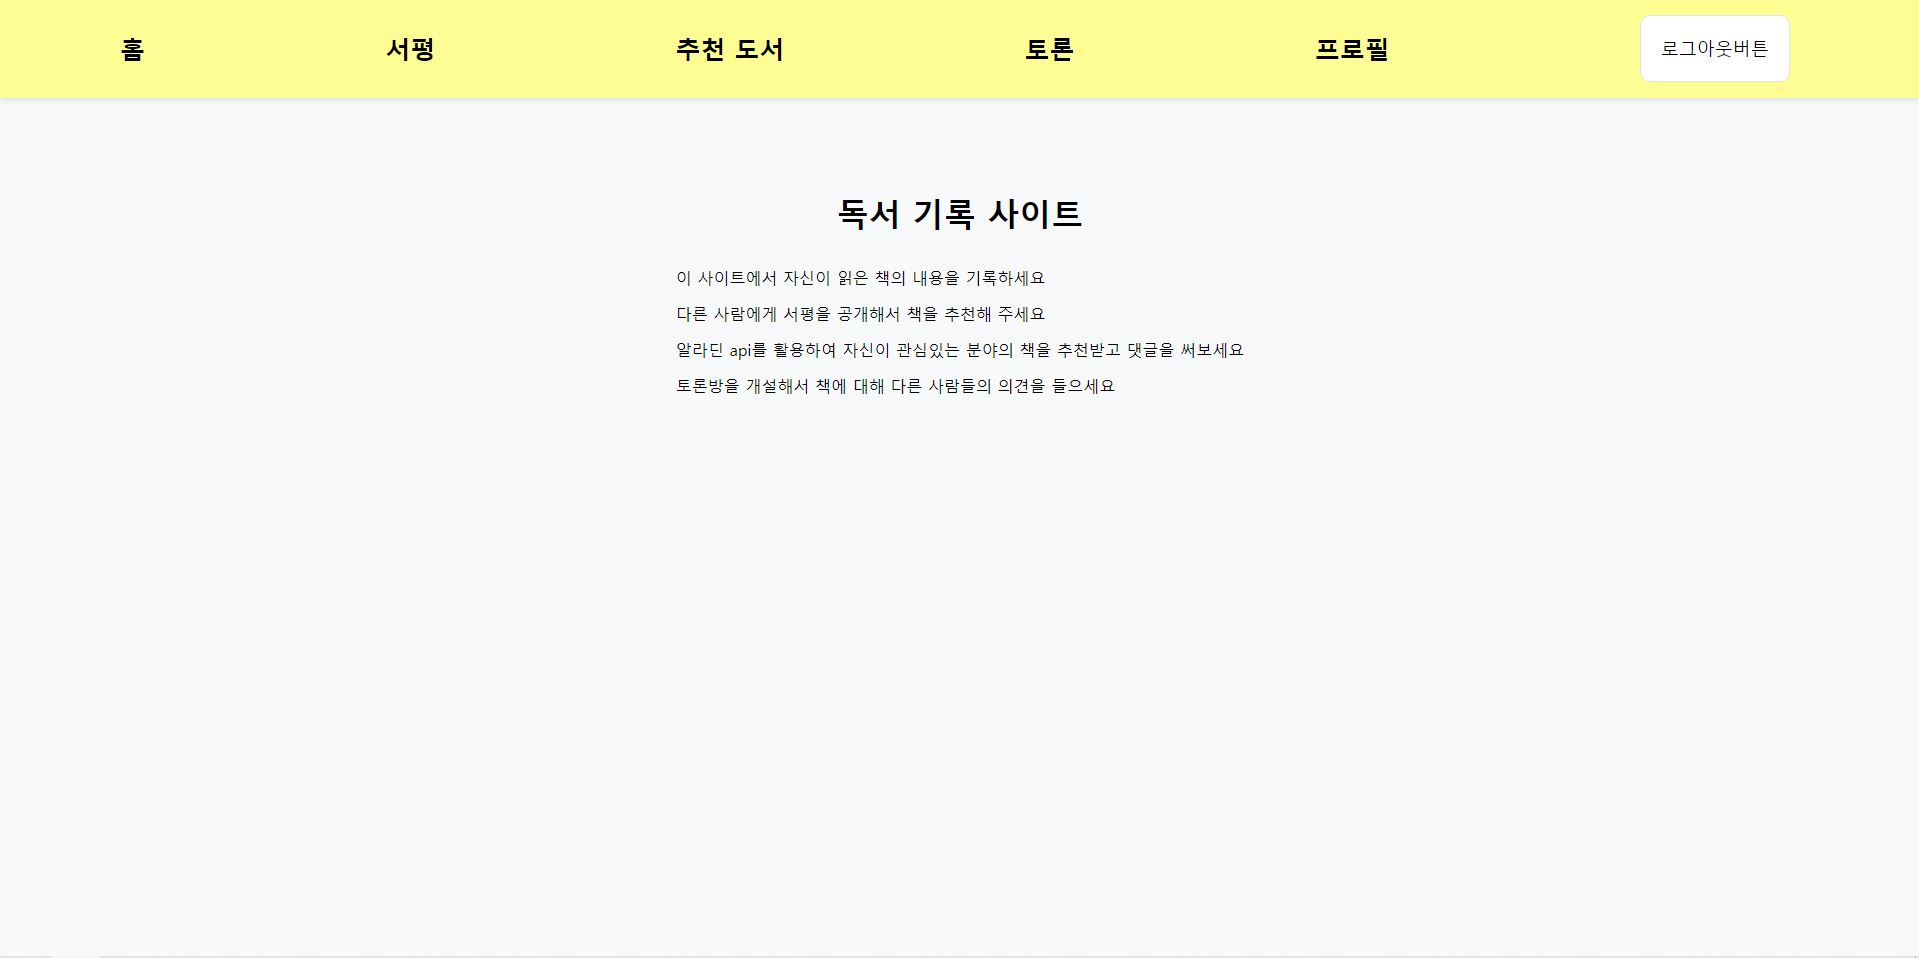 홈 서평 추천 도서 토론 프로필 로그아웃버튼
독서 기록 사이트
이 사이트에서 자신이 읽은 책의 내용을 기록하세요
다른 사람에게 서평을 공개해서 책을 추천해 주세요
알라딘 api를 활용하여 자신이 관심있는 분야의 책을 추천받고 댓글을 써보세요
토론방을 개설해서 책에 대해 다른 사람들의 의견을 들으세요